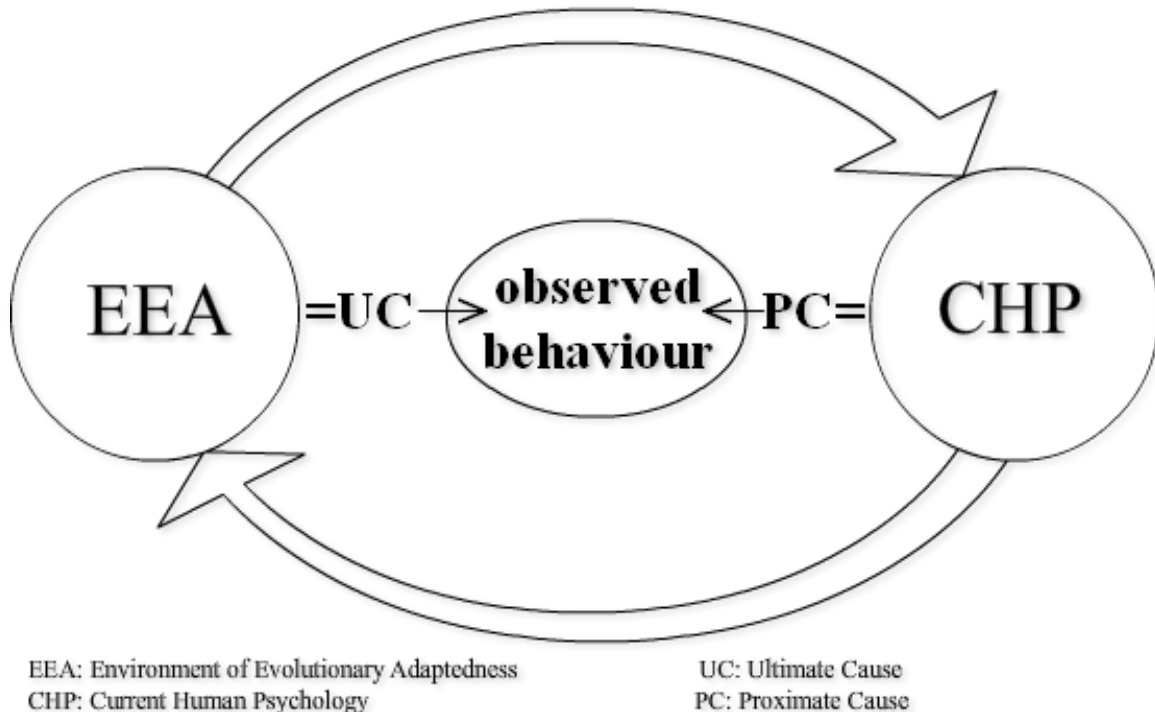 EEA
=UC
observed
behaviour
PC=
CHP
EEA: Environment of Evolutionary Adaptedness
CHP: Current Human Psychology
UC: Ultimate Cause
PC: Proximate Cause